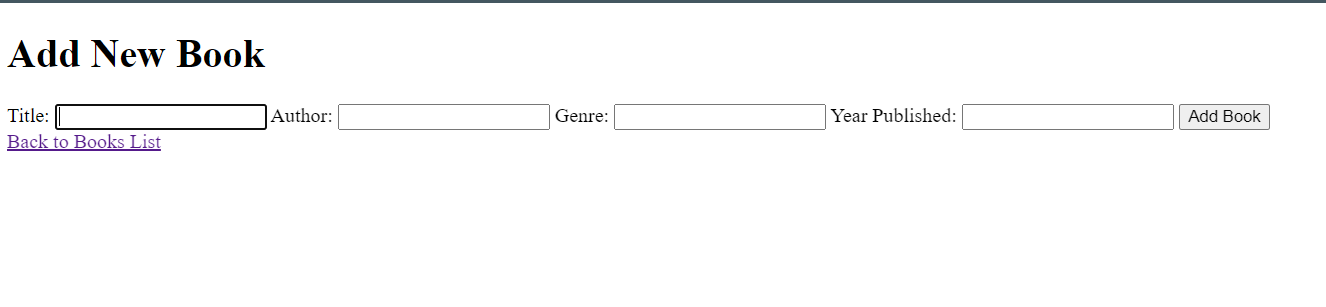 Add New Book
Title: Author: Genre: Year Published: Add Book
Back to Books List